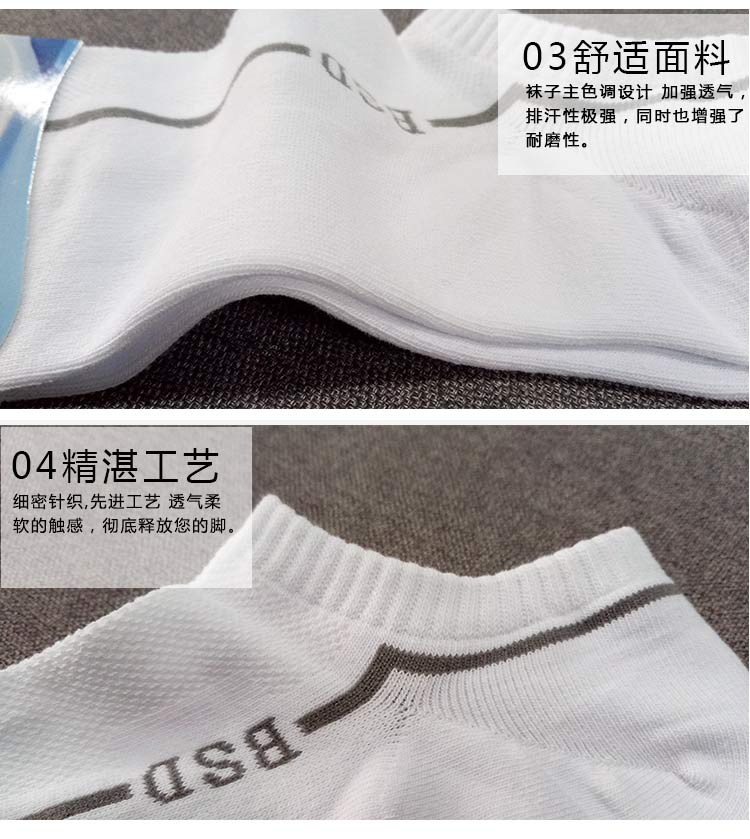 03舒适面料
袜子主色调设计 加强透气，
排汗性极强，同时也增强了
耐磨性。
BSD
04精湛工艺
细密针织,先进工艺 透气柔
软的触感，彻底释放您的脚。
BSD